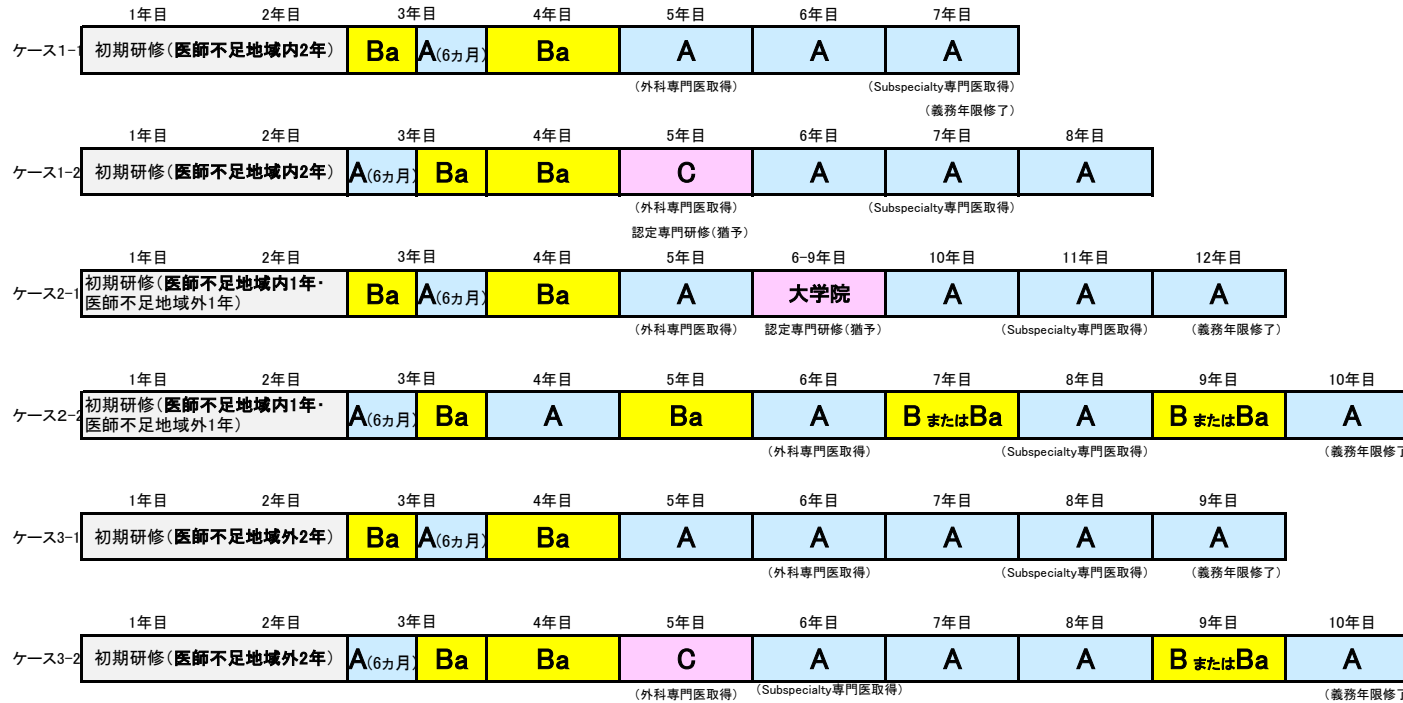 1年目 2年目 3年目 4年目 5年目 6年目 7年目
ケース1-1 初期研修(医師不足地域内2年) Ba A(6ヵ月) Ba A A A
(外科専門医取得) (Subspecialty専門医取得)
(義務年限修了)
1年目 2年目 3年目 4年目 5年目 6年目 7年目 8年目
ケース1-2 初期研修(医師不足地域内2年) A(6ヵ月) Ba Ba C A A A
(外科専門医取得) (Subspecialty専門医取得)
認定専門研修(猶予)
1年目 2年目 3年目 4年目 5年目 6-9年目 10年目 11年目 12年目
ケース2-1 初期研修(医師不足地域内1年・
医師不足地域外1年) Ba A(6ヵ月) Ba A 大学院 A A A
(外科専門医取得) 認定専門研修(猶予) (Subspecialty専門医取得) (義務年限修了)
1年目 2年目 3年目 4年目 5年目 6年目 7年目 8年目 9年目 10年目
ケース2-2 初期研修(医師不足地域内1年・
医師不足地域外1年) A(6ヵ月) Ba A Ba A B またはBa A B またはBa A
(外科専門医取得) (Subspecialty専門医取得) (義務年限修了
1年目 2年目 3年目 4年目 5年目 6年目 7年目 8年目 9年目
ケース3-1 初期研修(医師不足地域外2年) Ba A(6ヵ月) Ba A A A A A
(外科専門医取得) (Subspecialty専門医取得) (義務年限修了)
1年目 2年目 3年目 4年目 5年目 6年目 7年目 8年目 9年目 10年目
ケース3-2 初期研修(医師不足地域外2年) A(6ヵ月) Ba Ba C A A A B またはBa A
(外科専門医取得) (Subspecialty専門医取得) (義務年限修了